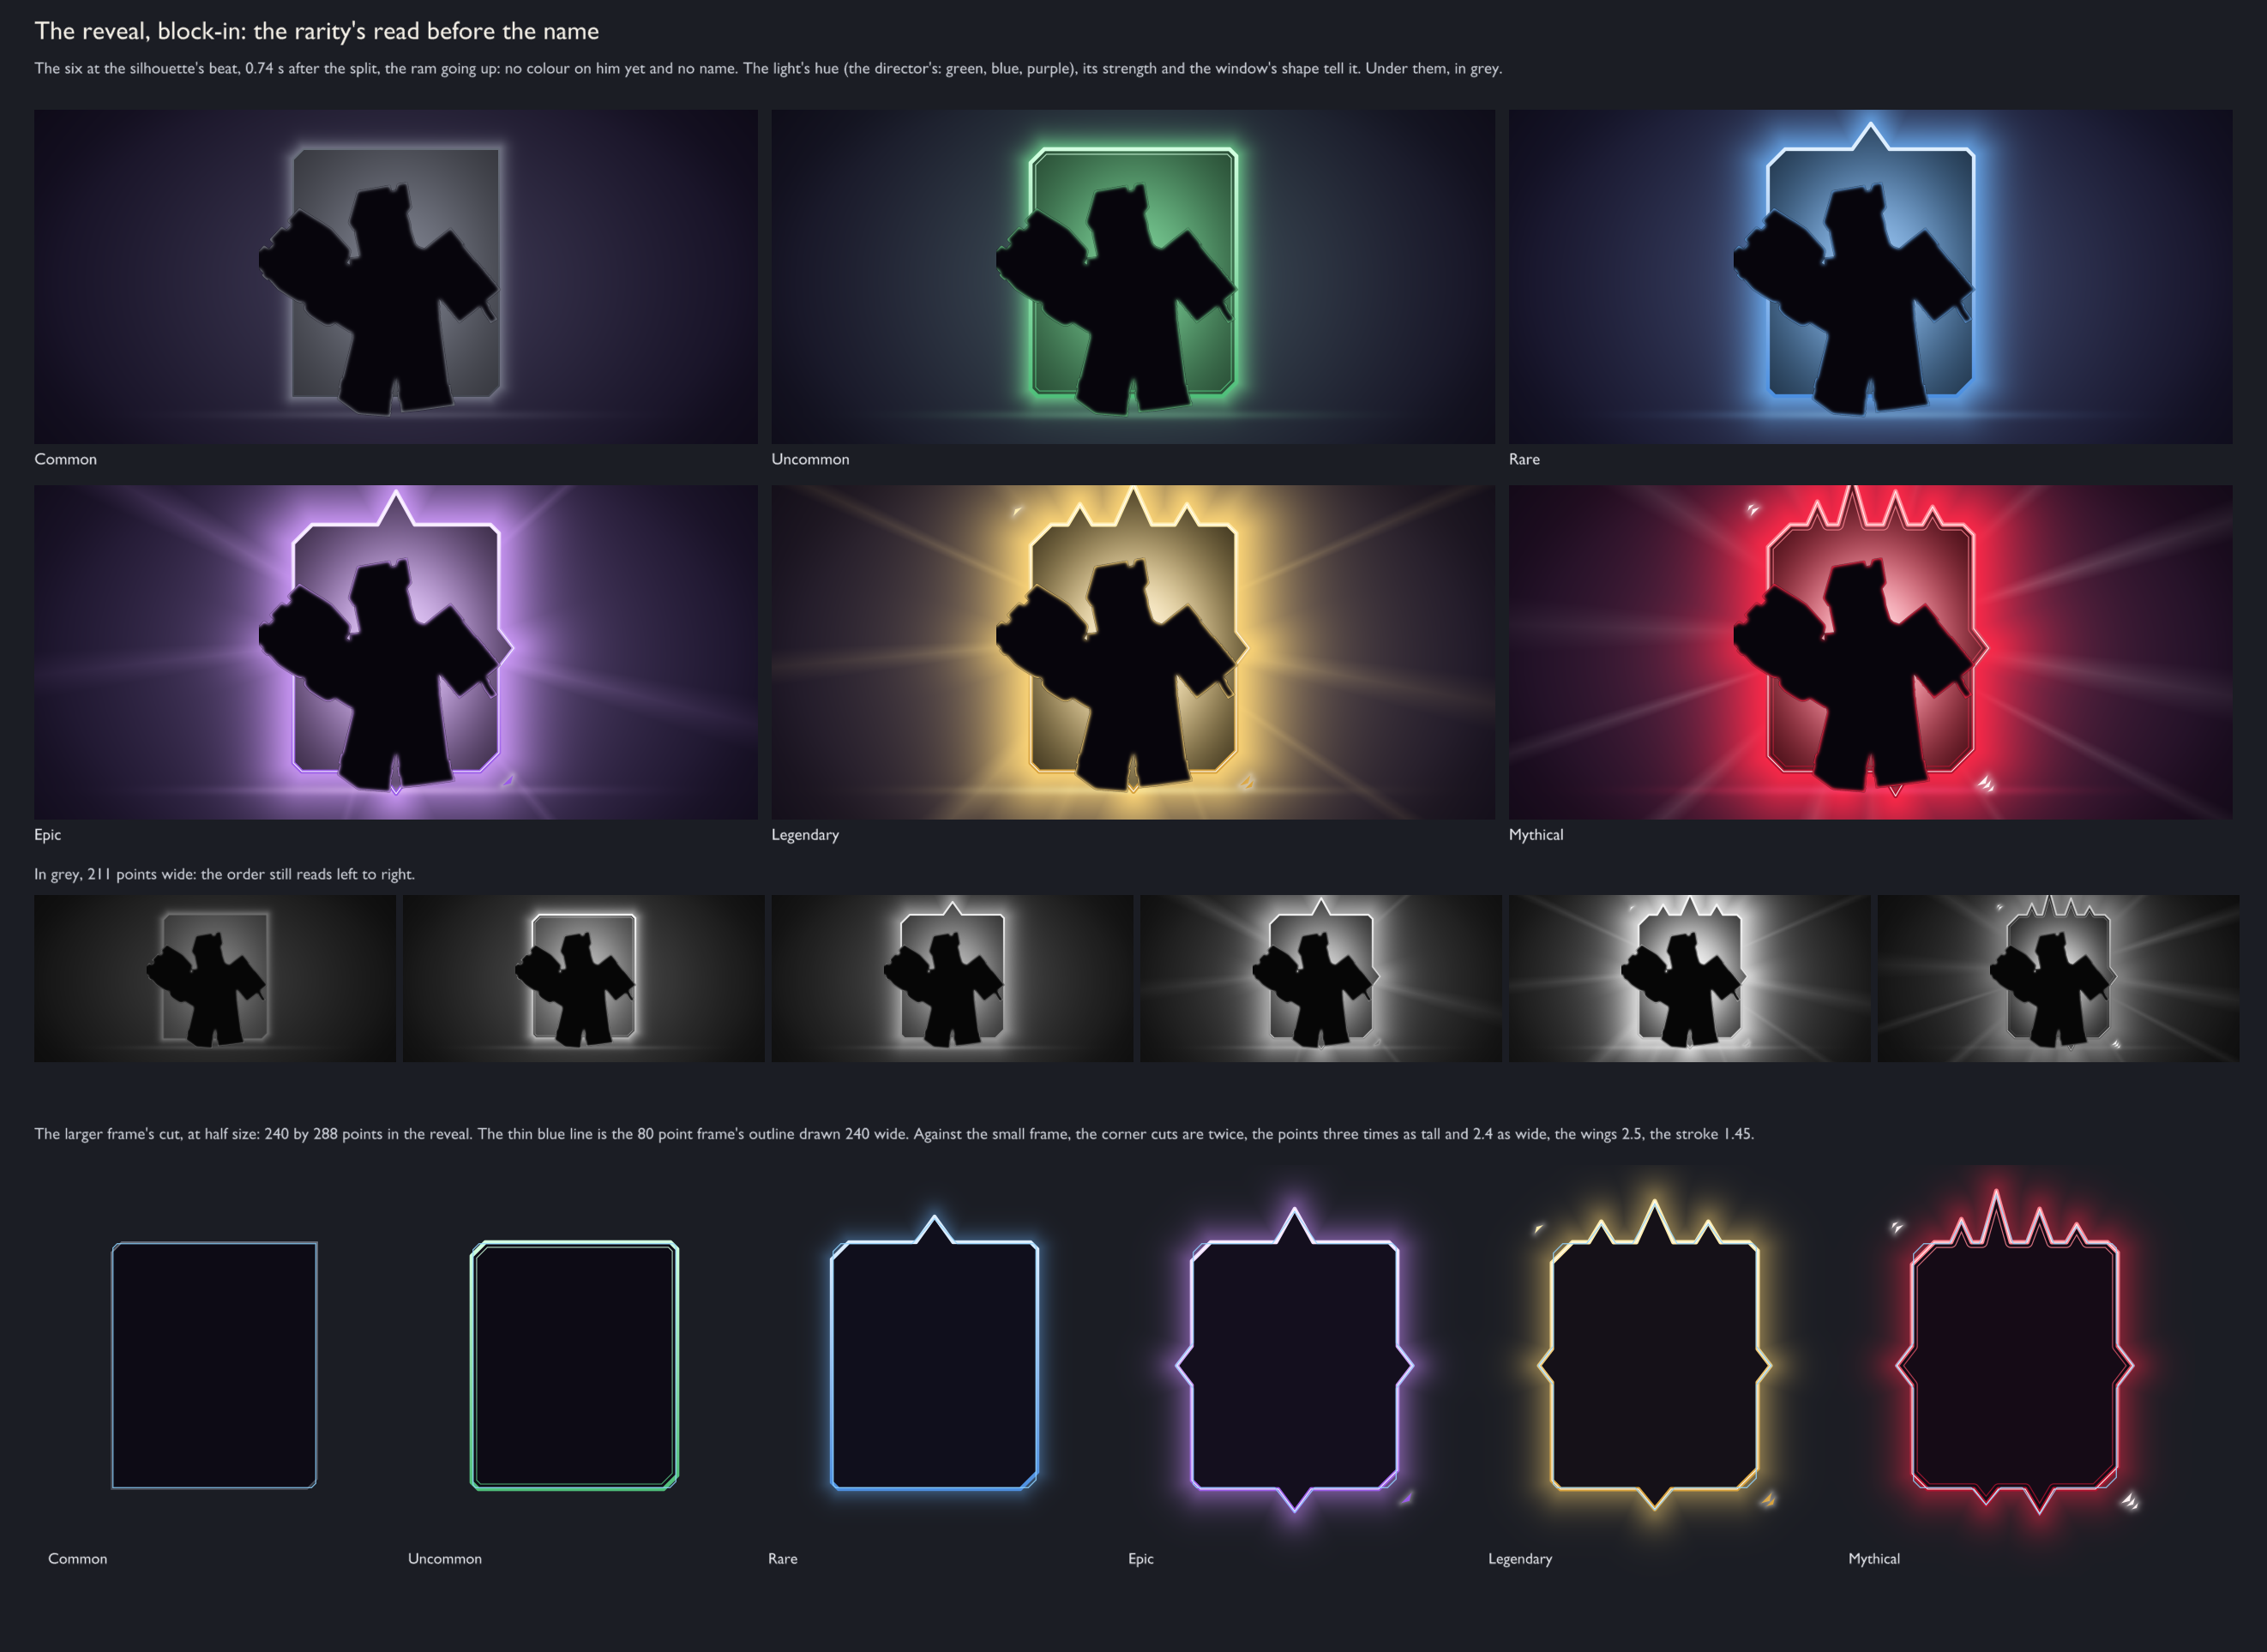 The reveal, block-in: the rarity's read before the name
The six at the silhouette's beat, 0.74 s after the split, the ram going up: no colour on him yet and no name. The light's hue (the director's: green, blue, purple), its strength and the window's shape tell it. Under them, in grey.
Common
Uncommon
Rare
Epic
Legendary
Mythical
In grey, 211 points wide: the order still reads left to right.
The larger frame's cut, at half size: 240 by 288 points in the reveal. The thin blue line is the 80 point frame's outline drawn 240 wide. Against the small frame, the corner cuts are twice, the points three times as tall and 2.4 as wide, the wings 2.5, the stroke 1.45.
Common
Uncommon
Rare
Epic
Legendary
Mythical